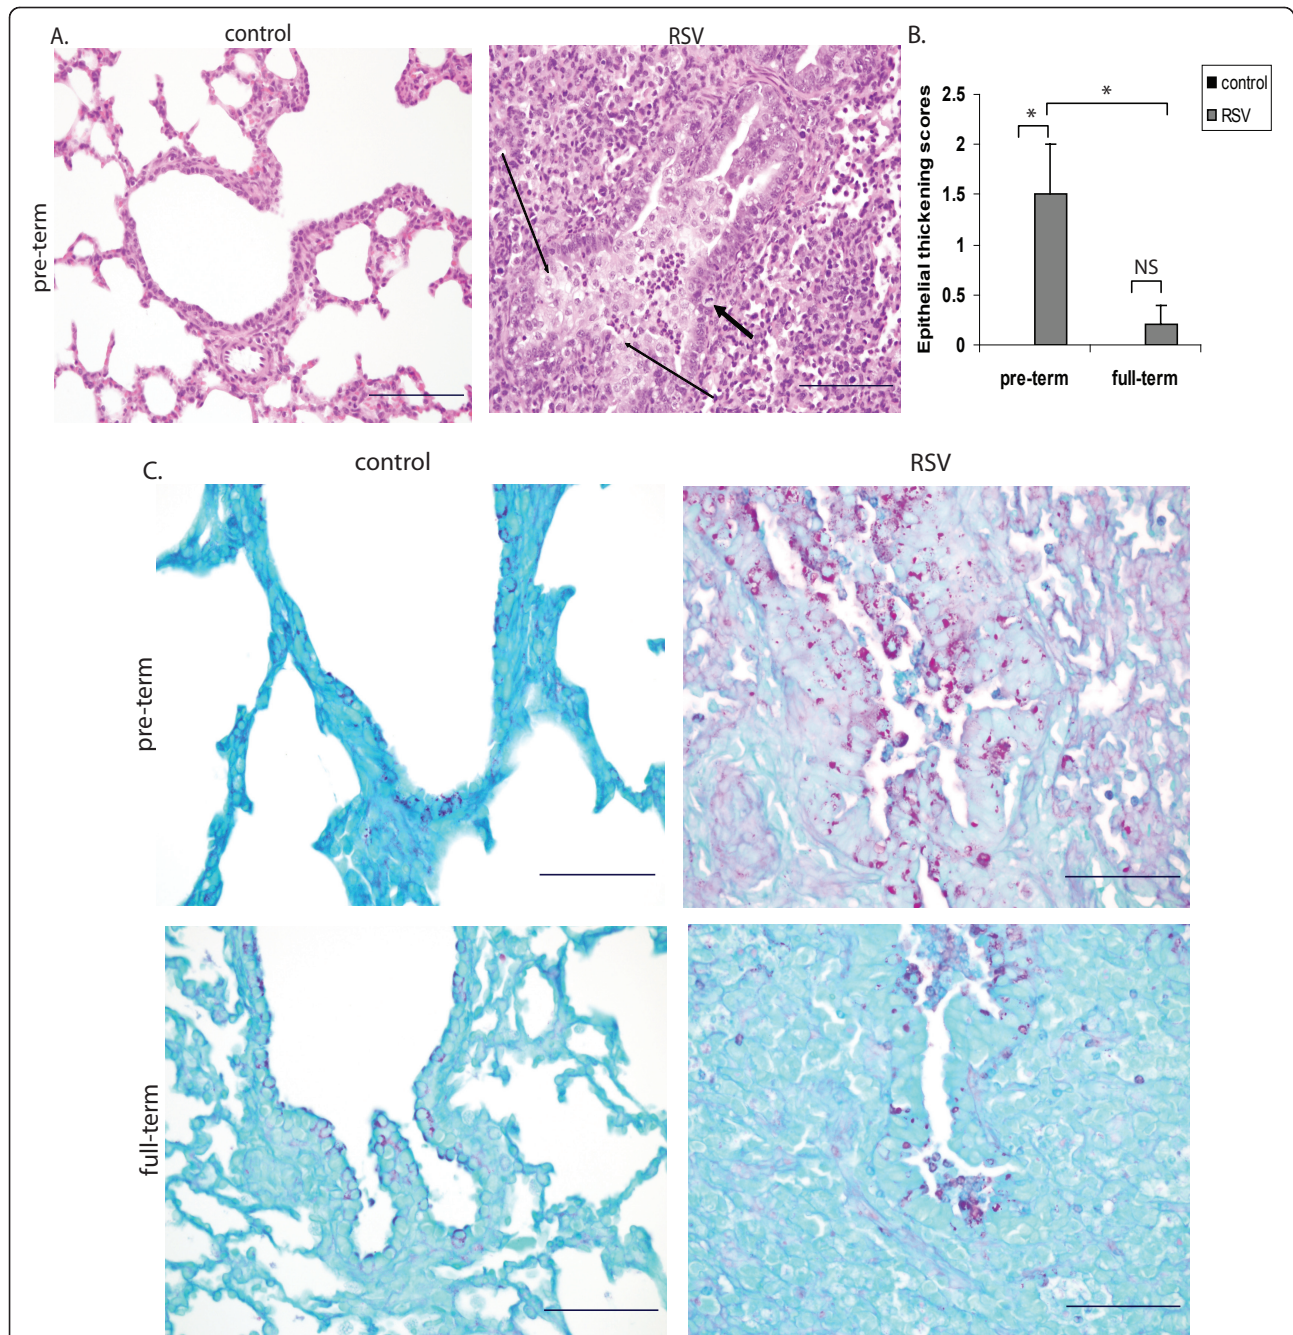 A.
control
RSV
pre-term
B.
control
RSV
Epithelial thickening scores
2.5
2
1.5
1
0.5
0
*
*
NS
pre-term
full-term
C.
control
RSV
pre-term
full-term